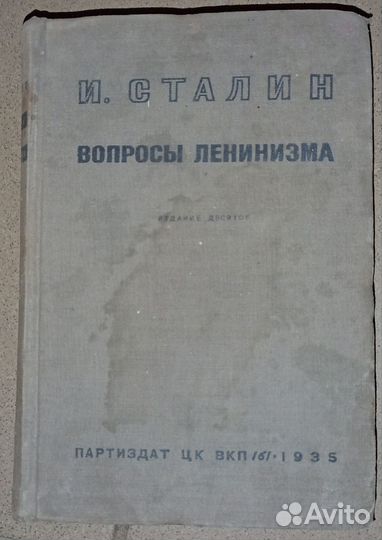 И. СТАЛИН
ВОПРОСЫ ЛЕНИНИЗМА
ИЗДАНИЕ ДЕСЯТОЕ
ПАРТИЗДАТ ЦК ВКП(б)·1935
Avito